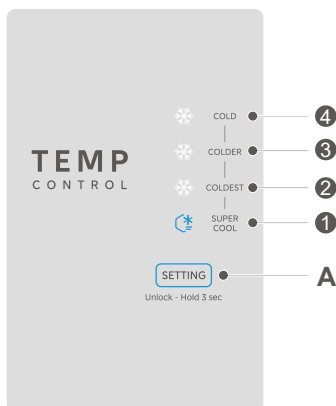 COLD
4
TEMP
CONTROL
COLDER
3
COLDEST
2
SUPER
COOL
1
SETTING
A
Unlock - Hold 3 sec